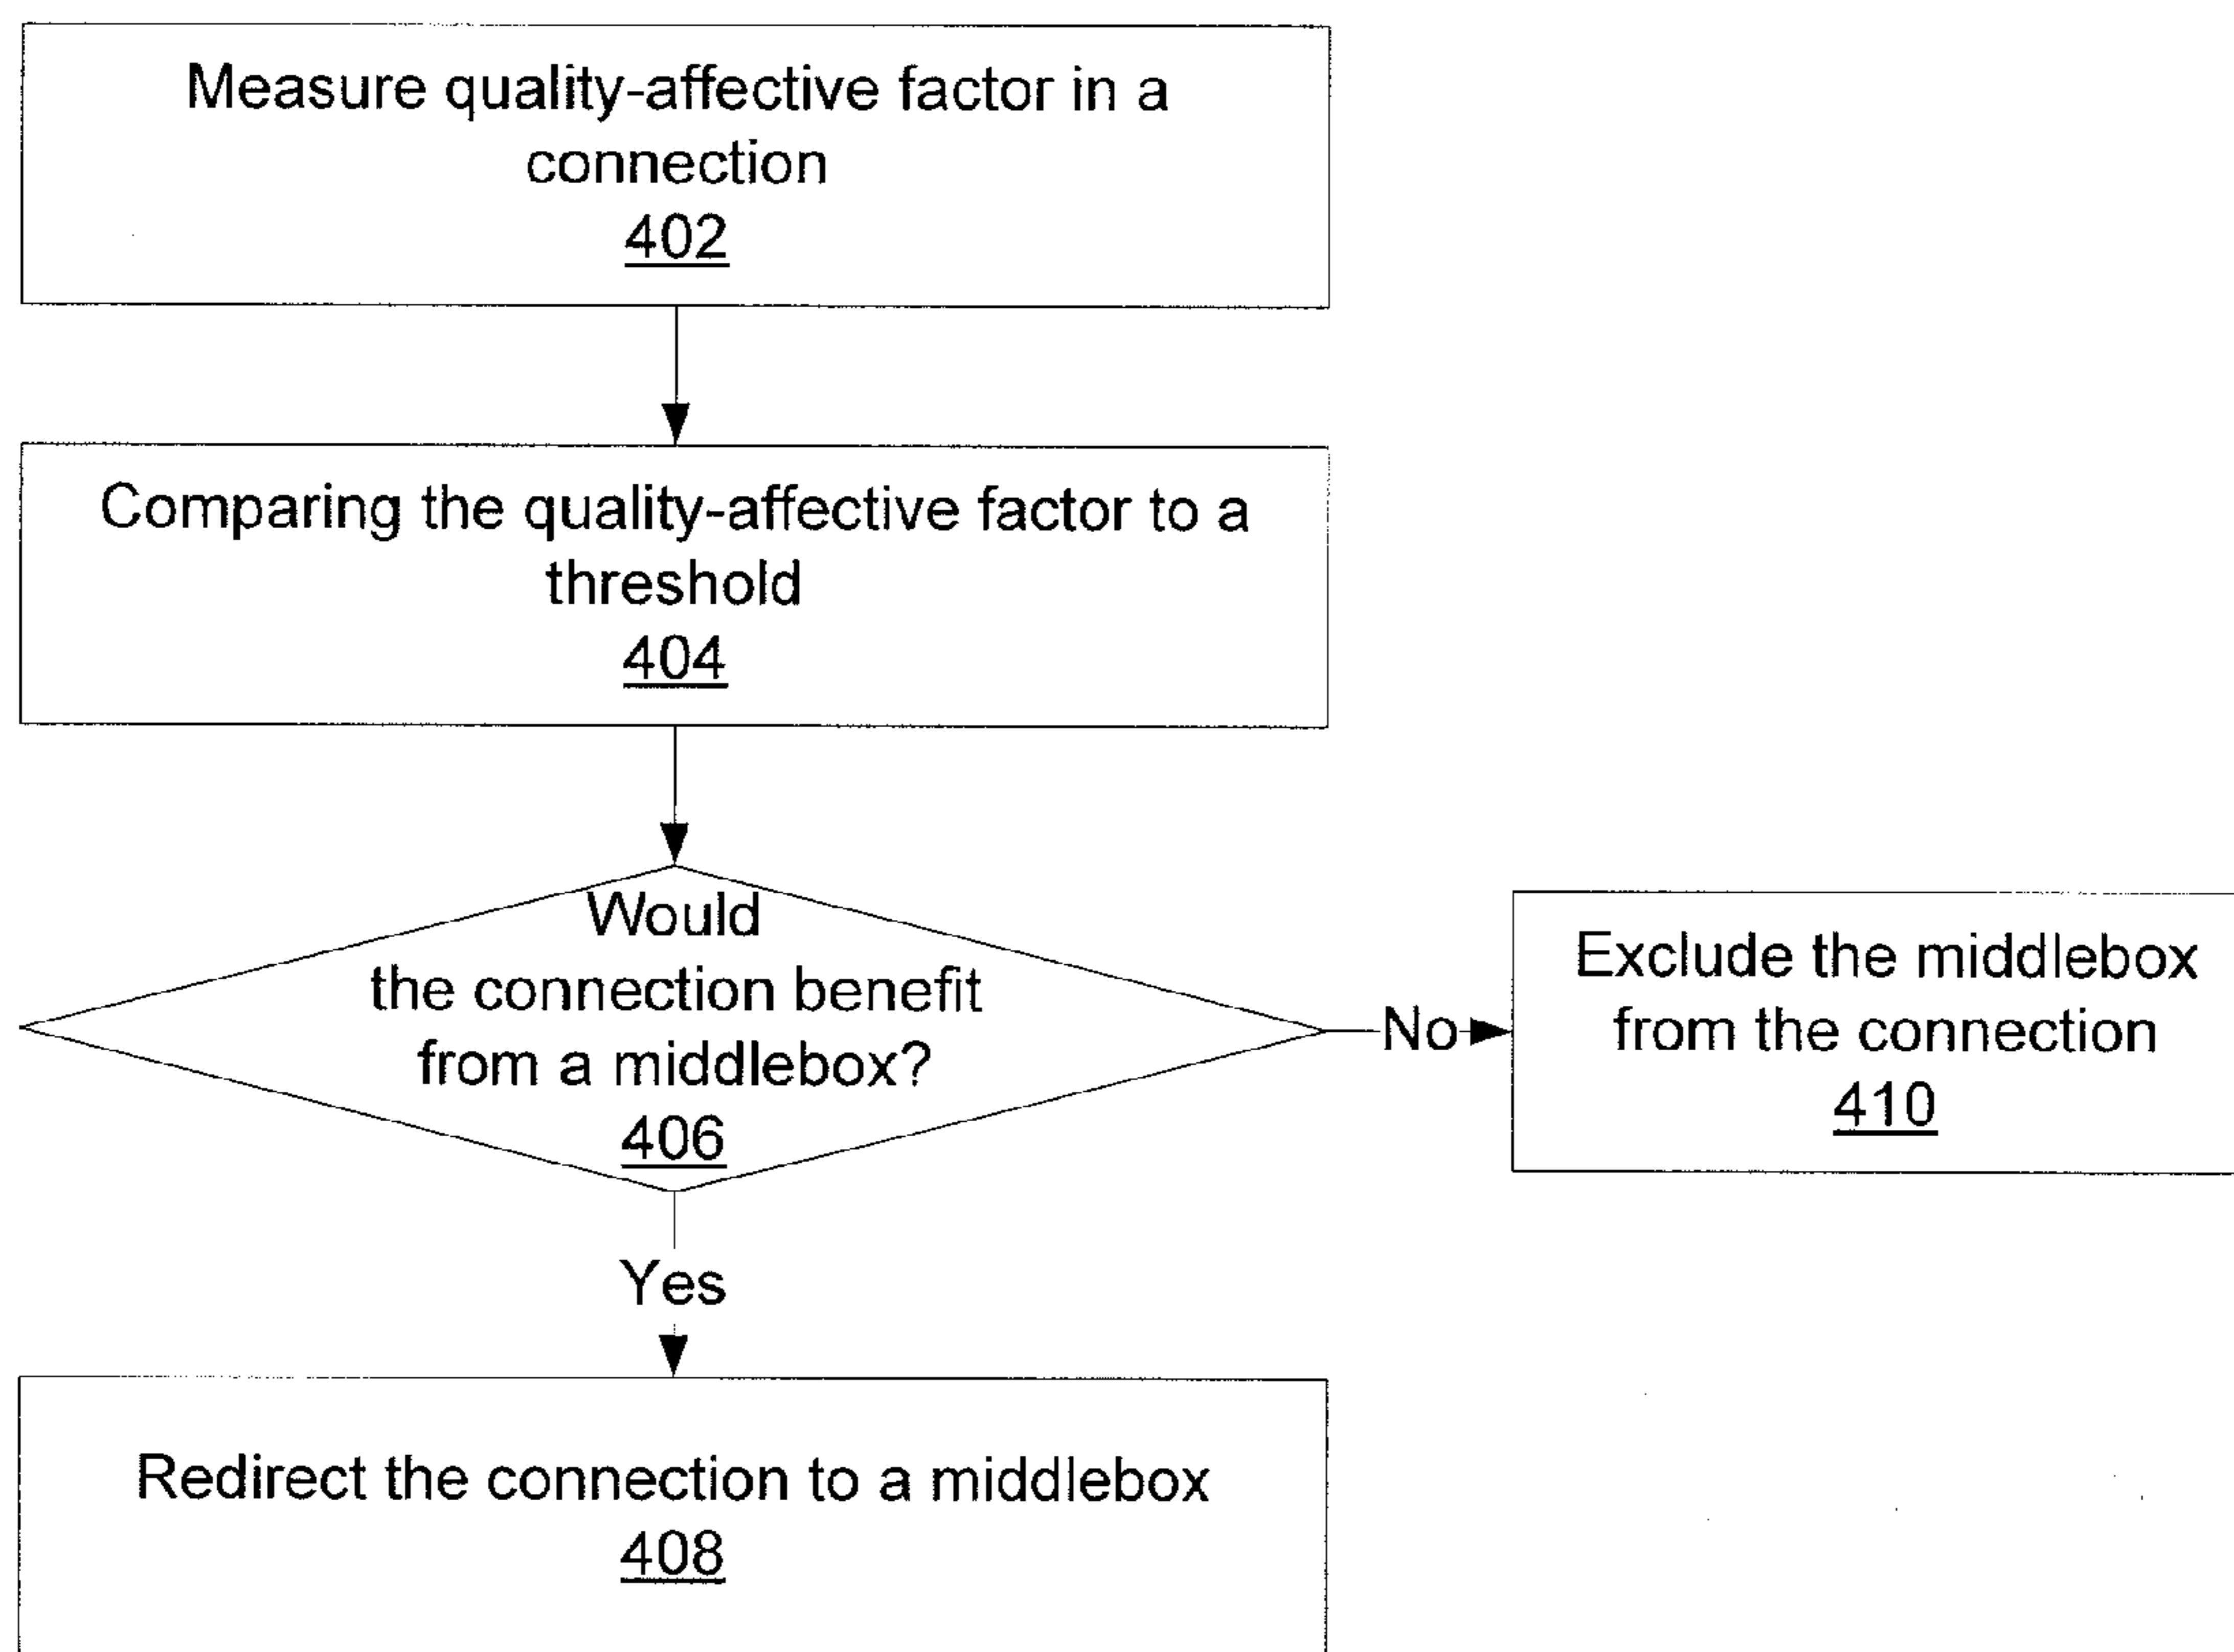 Measure quality-affective factor in a
connection
402
Comparing the quality-affective factor to a
threshold
404
Would
the connection benefit
from a middlebox?
406
No
Exclude the middlebox
from the connection
410
Yes
Redirect the connection to a middlebox
408